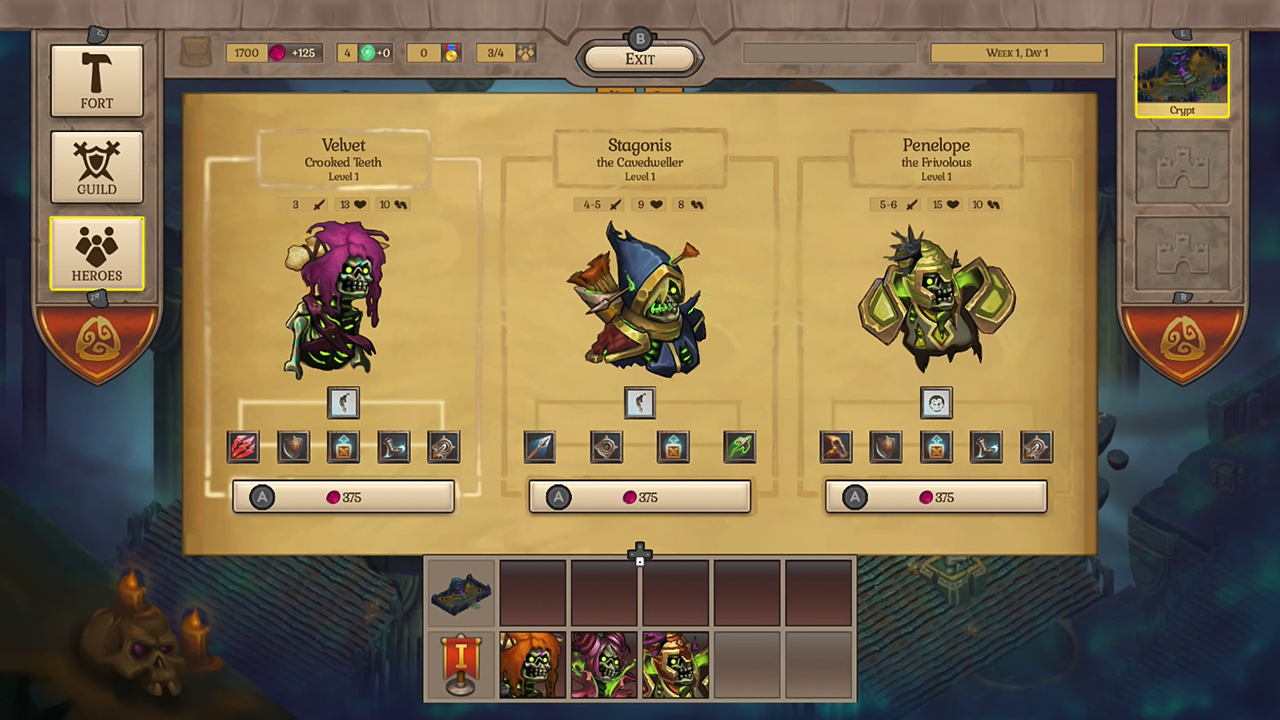 ZL
FORT
GUILD
HEROES
ZR
1700
+125
4
+0
0
3/4
B
EXIT
WEEK 1, DAY 1
L
Crypt
R
Velvet
Crooked Teeth
Level 1
3 13 10
Stagonis
the Cavedweller
Level 1
4-5 9 8
Penelope
the Frivolous
Level 1
5-6 15 10
A 375
A 375
A 375
I